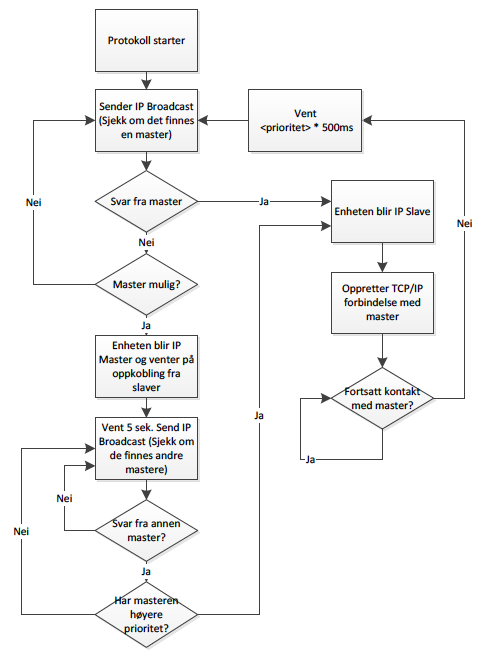 Protokoll starter
Sender IP Broadcast
(Sjekk om det finnes
en master)
Vent
<prioritet> * 500ms
Nei
Svar fra master
Ja
Enheten blir IP Slave
Nei
Nei
Master mulig?
Oppretter TCP/IP
forbindelse med
master
Ja
Enheten blir IP
Master og venter på
oppkobling fra
slaver
Fortsatt kontakt
med master?
Ja
Ja
Vent 5 sek. Send IP
Broadcast (Sjekk om
de finnes andre
mastere)
Nei
Svar fra annen
master?
Nei
Ja
Har masteren
høyere
prioritet?